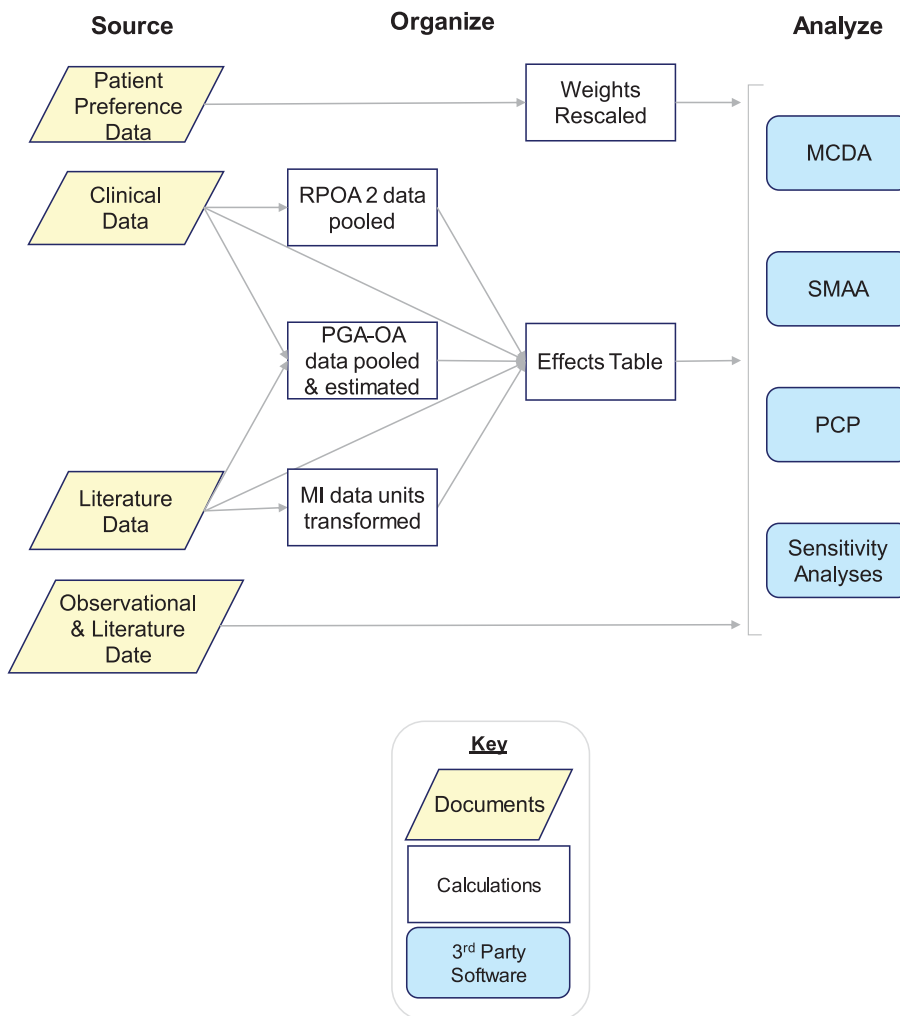 Source
Organize
Analyze
Patient
Preference
Data
Weights
Rescaled
MCDA
Clinical
Data
RPOA 2 data
pooled
SMAA
PGA-OA
data pooled
& estimated
Effects Table
PCP
Literature
Data
MI data units
transformed
Sensitivity
Analyses
Observational
& Literature
Date
Key
Documents
Calculations
3rd Party
Software